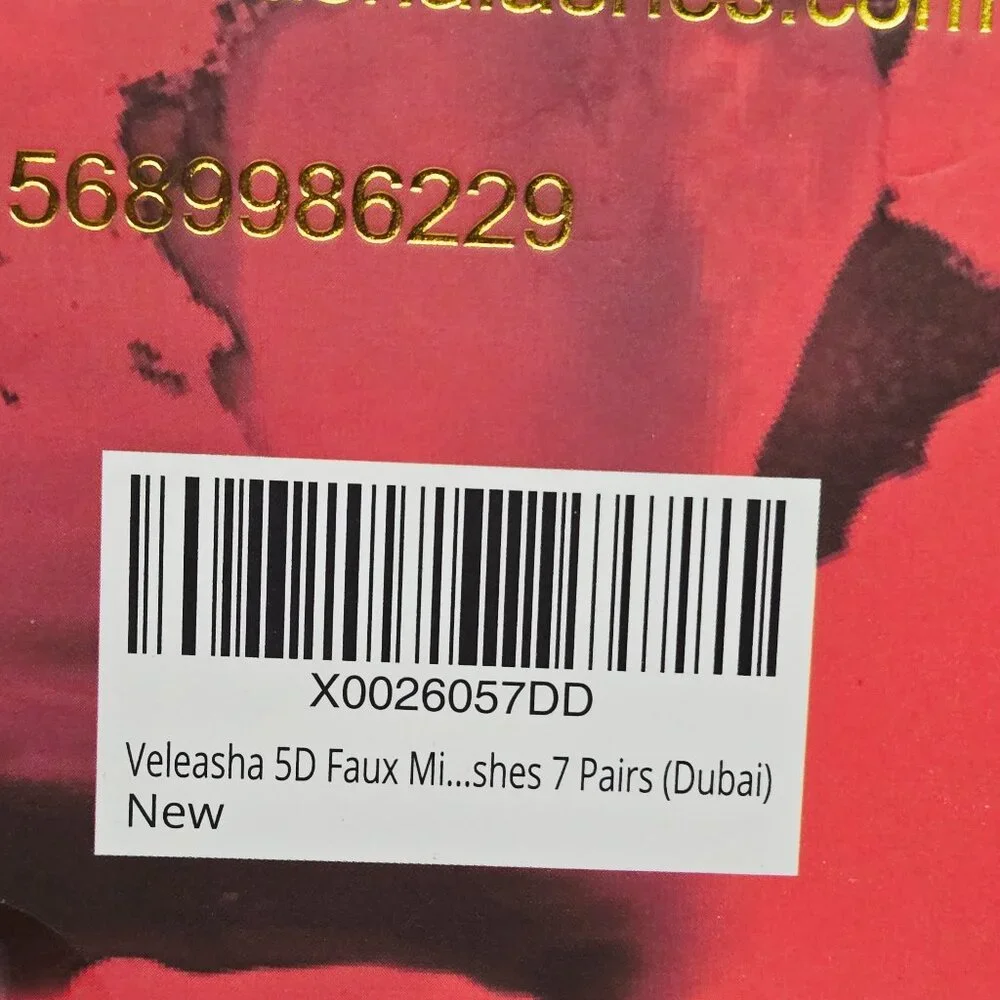 5689986229
X0026057DD
Veleasha 5D Faux Mi...shes 7 Pairs (Dubai)
New